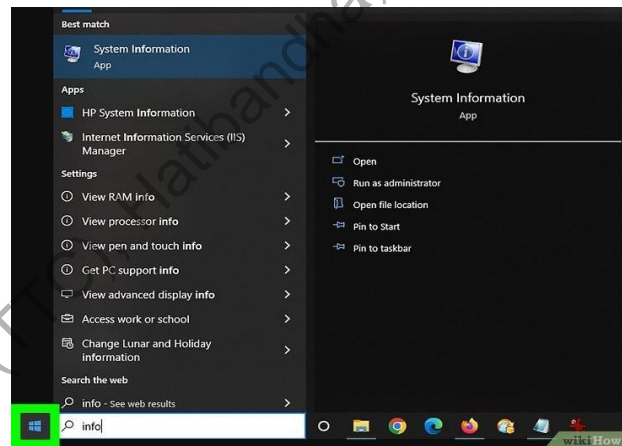 Best match
System Information
App
Apps
HP System Information
Internet Information Services (IIS)
Manager
Settings
View RAM info
View processor info
View pen and touch info
Get PC support info
View advanced display info
Access work or school
Change Lunar and Holiday
information
Search the web
info - See web results
info
System Information
App
Open
Run as administrator
Open file location
Pin to Start
Pin to taskbar
(TTC), Hatibandha,
wikiHow